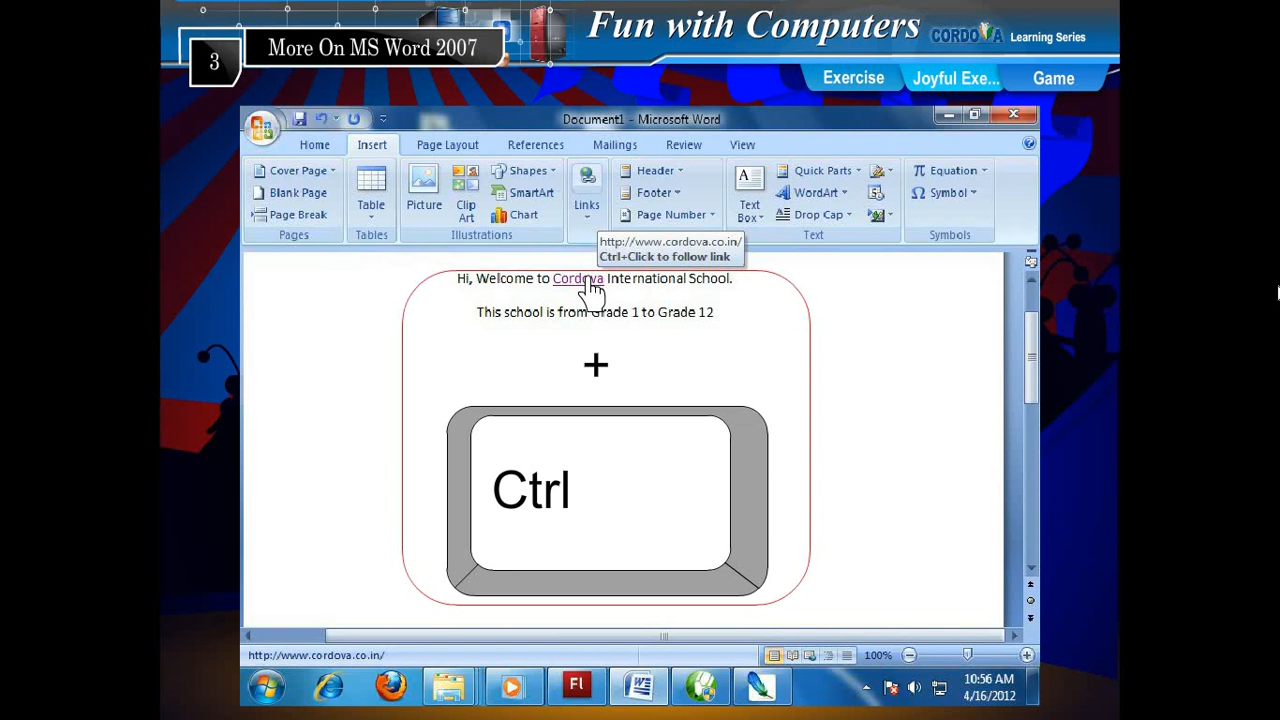 3
More On MS Word 2007
Fun with Computers
CORDOVA Learning Series
Exercise
Joyful Exe...
Game
Document1 - Microsoft Word
Home Insert Page Layout References Mailings Review View
Cover Page
Blank Page
Page Break
Pages
Table
Tables
Picture
Clip Art
Shapes
SmartArt
Chart
Illustrations
Links
Header
Footer
Page Number
Text Box
Quick Parts
WordArt
Drop Cap
Text
Equation
Symbol
Symbols
http://www.cordova.co.in/
Ctrl+Click to follow link
Hi, Welcome to Cordova International School.
This school is from Grade 1 to Grade 12
+
Ctrl
http://www.cordova.co.in/
100%
Fl
10:56 AM
4/16/2012